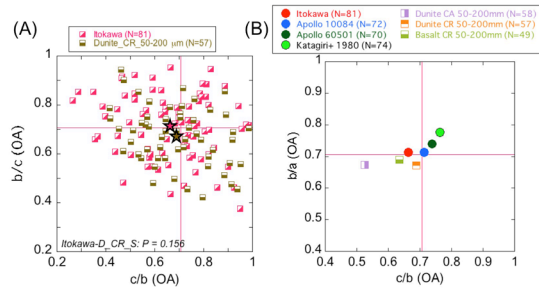 (A)
Itokawa (N=81)
Dunite_CR_50-200 μm(N=57)
1
0.8
0.6
0.4
0.2
b/c (OA)
Itokawa-D_CR_S: P = 0.156
0.2 0.4 0.6 0.8 1
c/b (OA)
(B)
Itokawa (N=81)
Apollo 10084 (N=72)
Apollo 60501 (N=70)
Katagiri+ 1980 (N=74)
Dunite CA 50-200mm(N=58)
Dunite CR 50-200mm(N=57)
Basalt CR 50-200mm(N=49)
1
0.9
0.8
0.7
0.6
0.5
0.4
b/a (OA)
0.4 0.5 0.6 0.7 0.8 0.9 1
c/b (OA)